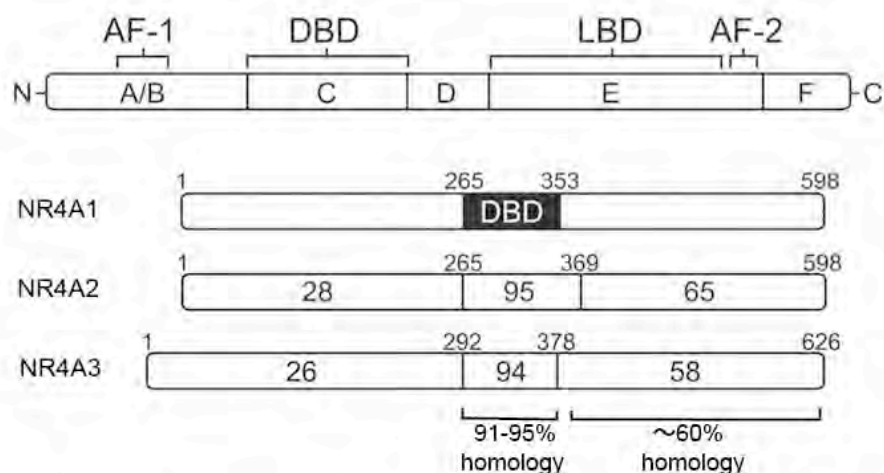 AF-1 DBD LBD AF-2
N A/B C D E F C
1 265 353 598
NR4A1 DBD
1 265 369 598
NR4A2 28 95 65
1 292 378 626
NR4A3 26 94 58
91-95% ~60%
homology homology